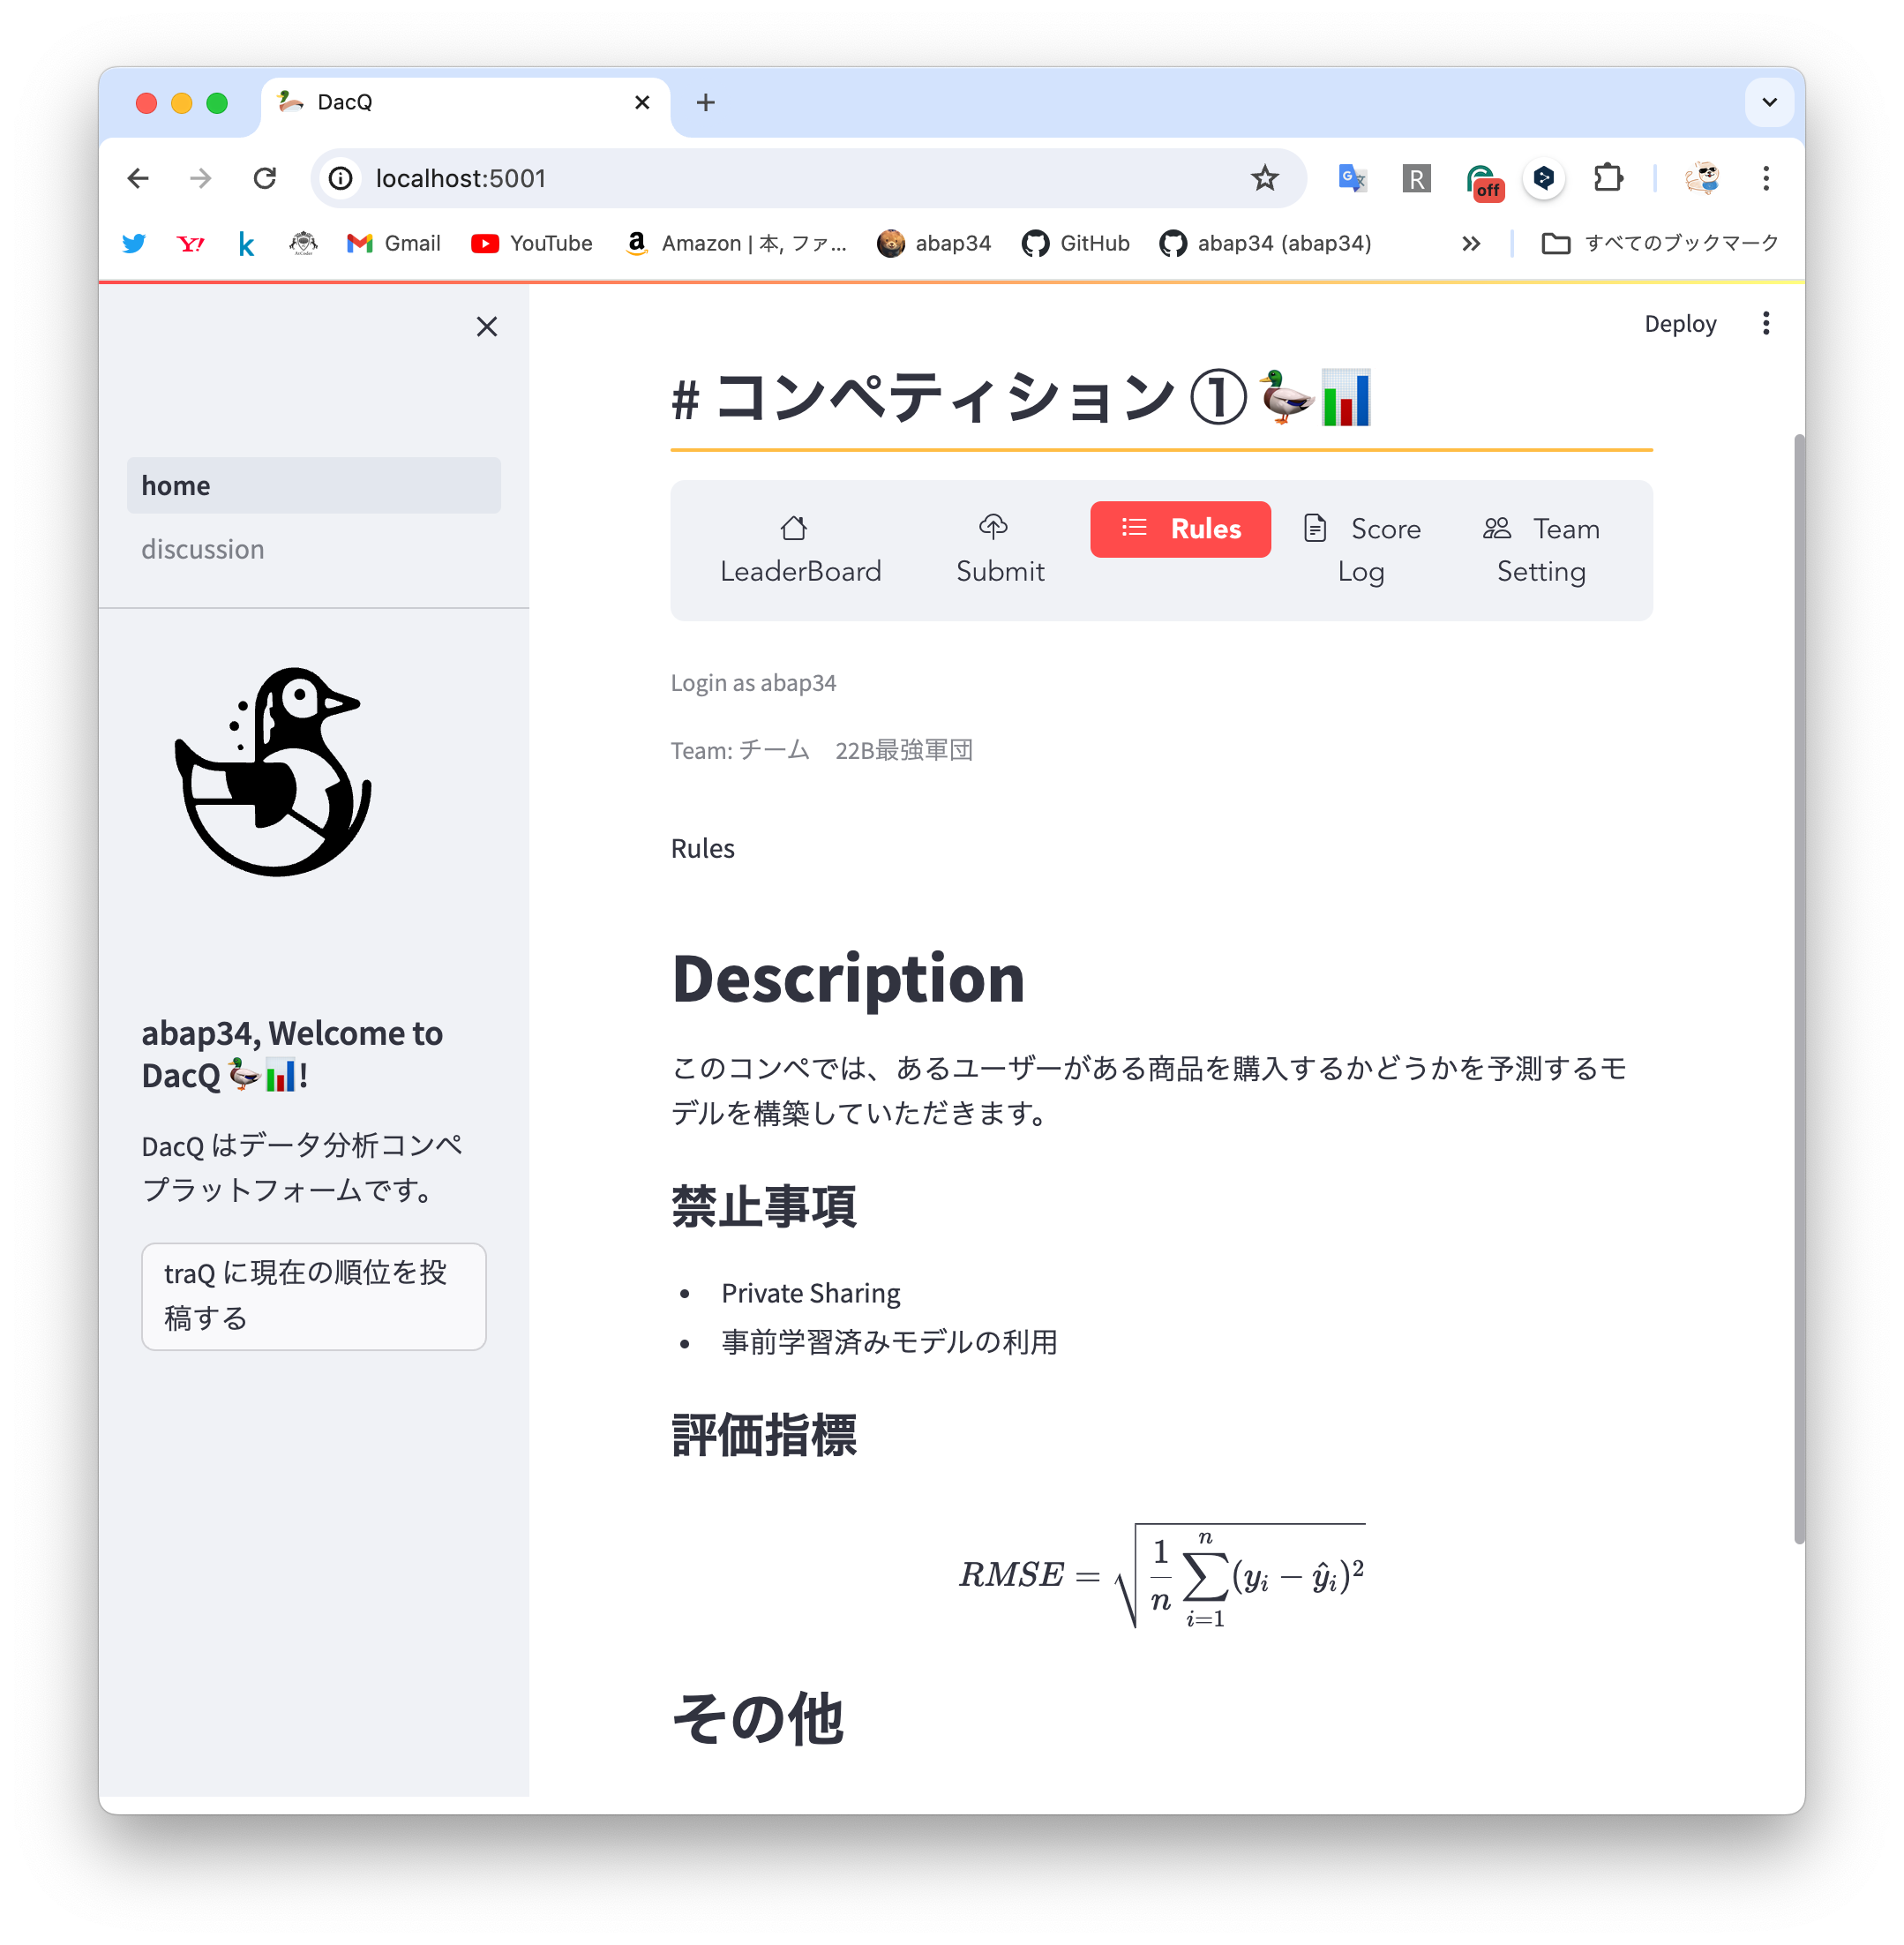 DacQ
localhost:5001
R
off
Y!
k
Gmail
YouTube
Amazon | 本, ファ...
abap34
GitHub
abap34 (abap34)
すべてのブックマーク
Deploy
home
discussion
abap34, Welcome to
DacQ🦆📊!
DacQ はデータ分析コンペ
プラットフォームです。
traQ に現在の順位を投
稿する
# コンペティション ①🦆📊
LeaderBoard
Submit
Rules
Score
Log
Team
Setting
Login as abap34
Team: チーム　22B最強軍団
Rules
Description
このコンペでは、あるユーザーがある商品を購入するかどうかを予測するモ
デルを構築していただきます。
禁止事項
• Private Sharing
• 事前学習済みモデルの利用
評価指標
RMSE = √(1/n ∑_{i=1}^{n} (y_i − ŷ_i)²)
その他